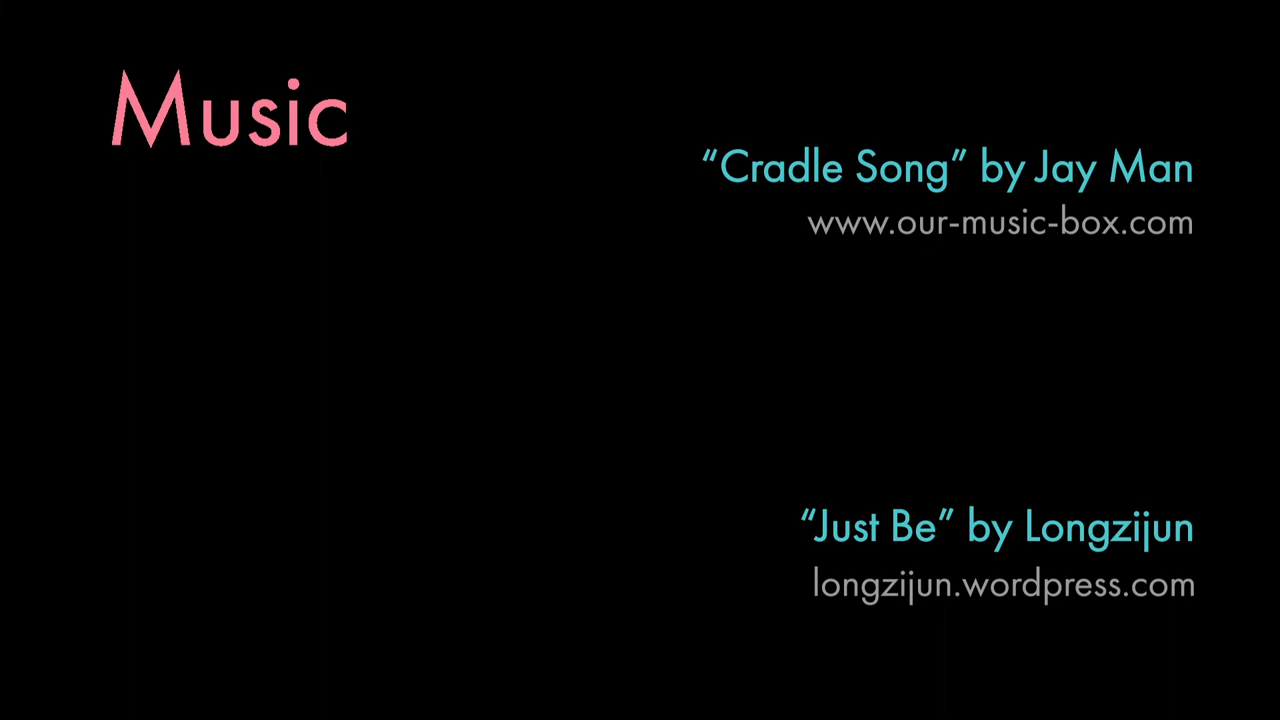 Music
“Cradle Song” by Jay Man
www.our-music-box.com
“Just Be” by Longzijun
longzijun.wordpress.com